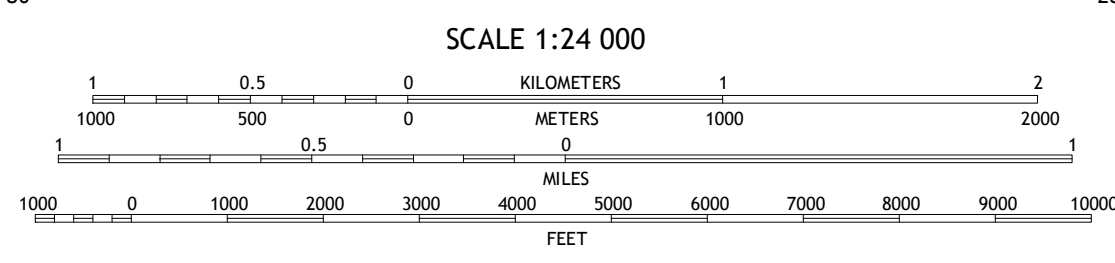 SCALE 1:24 000
1 0.5 0 KILOMETERS 1 2
1000 500 0 METERS 1000 2000
1 0.5 0 1
MILES
1000 0 1000 2000 3000 4000 5000 6000 7000 8000 9000 10000
FEET